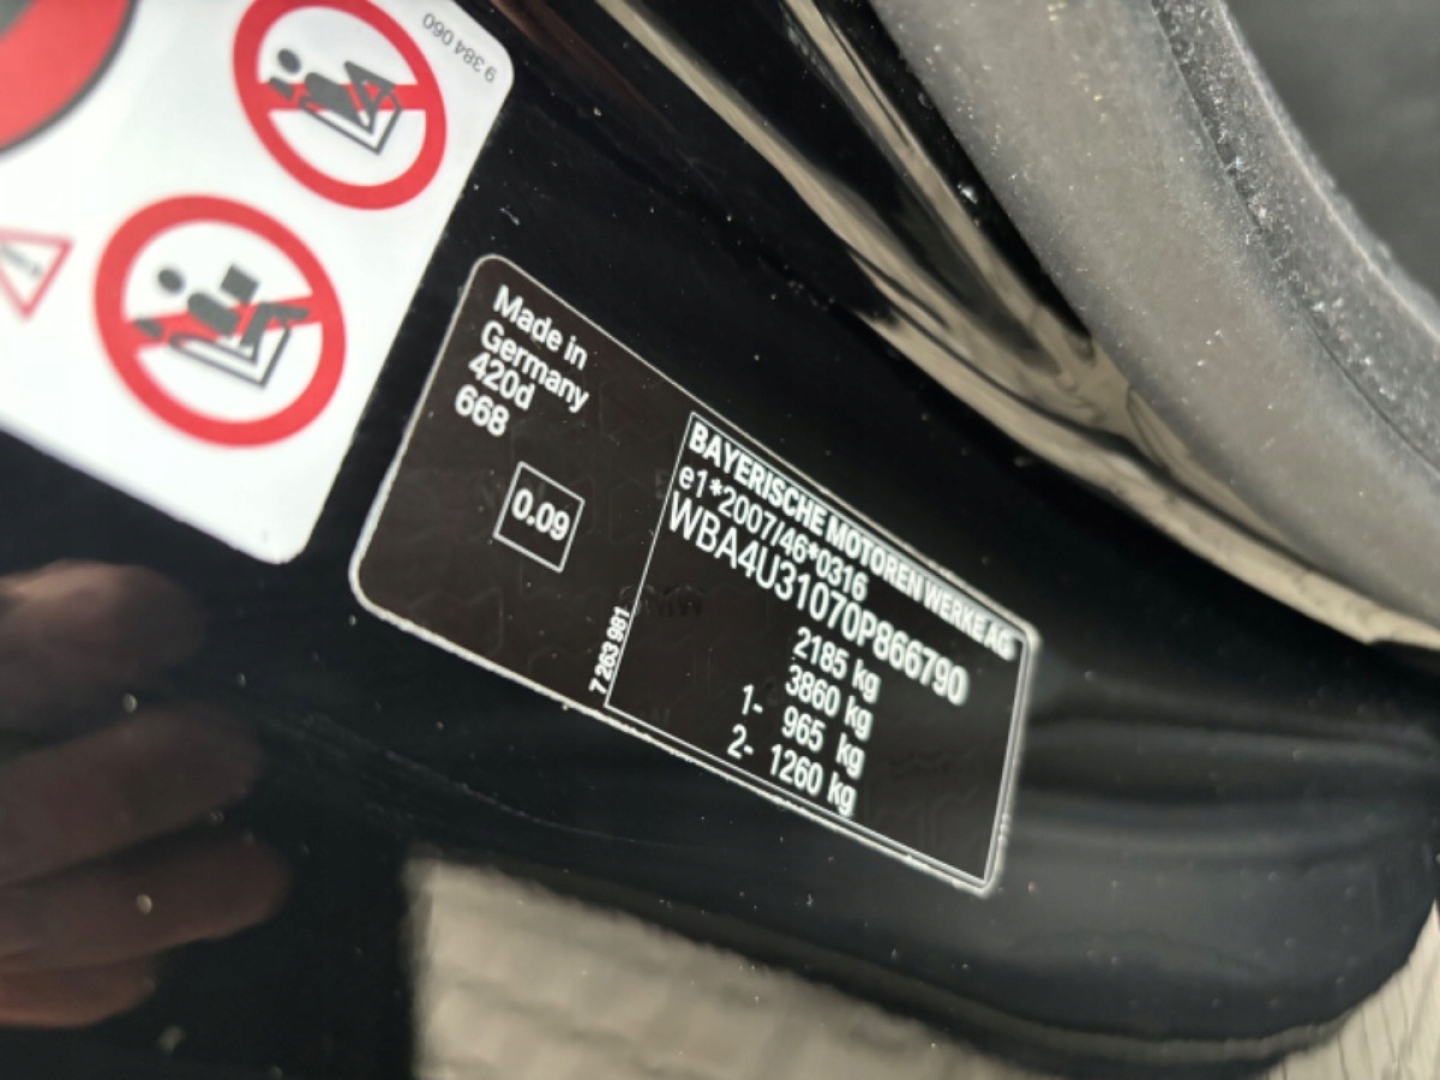 9 384 060
Made in
Germany
420d
668
0.09
7 263 981
BAYERISCHE MOTOREN WERKE AG
e1*2007/46*0316
WBA4U31070P866790
2185 kg
3860 kg
1- 965 kg
2- 1260 kg